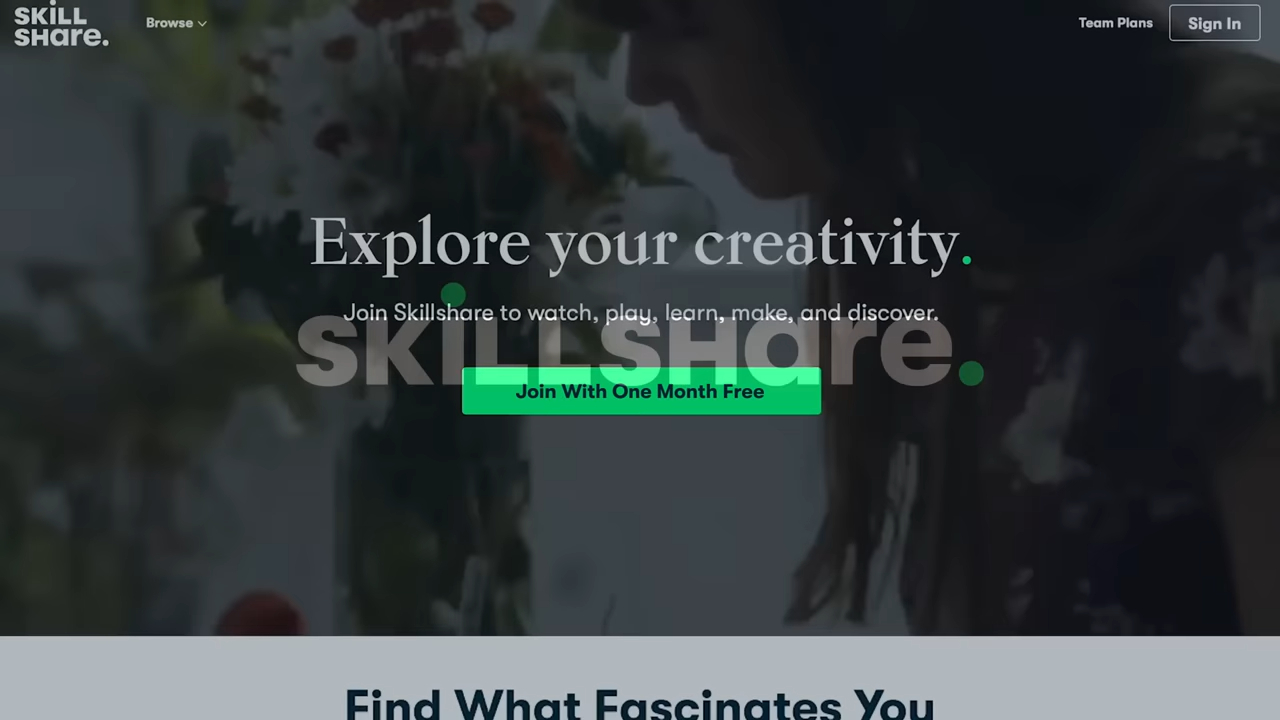 SKiLL
SHare.
Browse
Team Plans
Sign In
Explore your creativity.
Join Skillshare to watch, play, learn, make, and discover.
SKiLLSHare.
Join With One Month Free
Find What Fascinates You